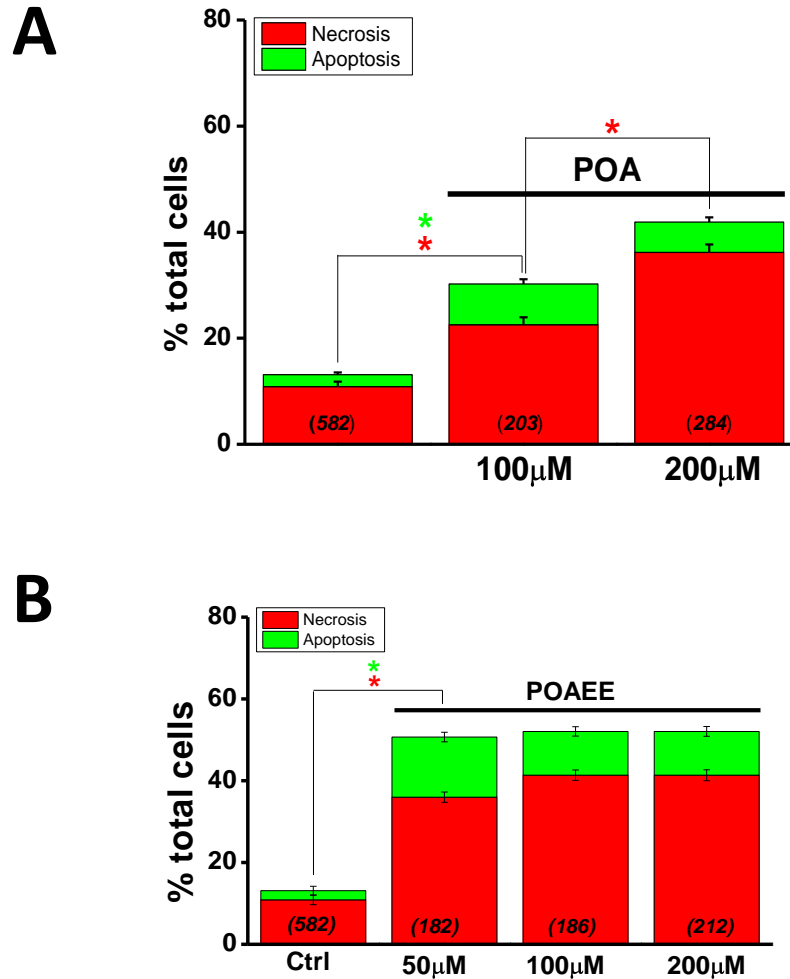 A
80
Necrosis
Apoptosis
60
*
POA
*
*
40
% total cells
20
(582)
(203)
(284)
0
100μM
200μM
B
80
Necrosis
Apoptosis
*
*
POAEE
60
40
% total cells
20
(582)
(182)
(186)
(212)
0
Ctrl
50μM
100μM
200μM